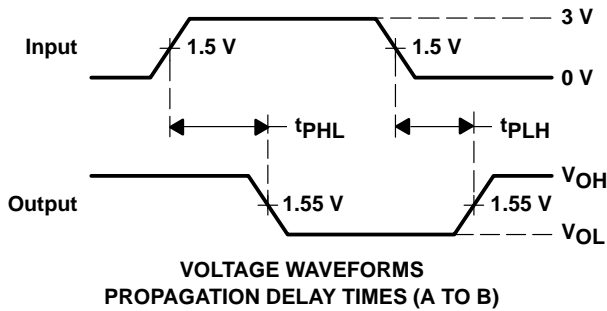 3 V
Input
1.5 V
1.5 V
0 V
tPHL
tPLH
VOH
Output
1.55 V
1.55 V
VOL
VOLTAGE WAVEFORMS
PROPAGATION DELAY TIMES (A TO B)